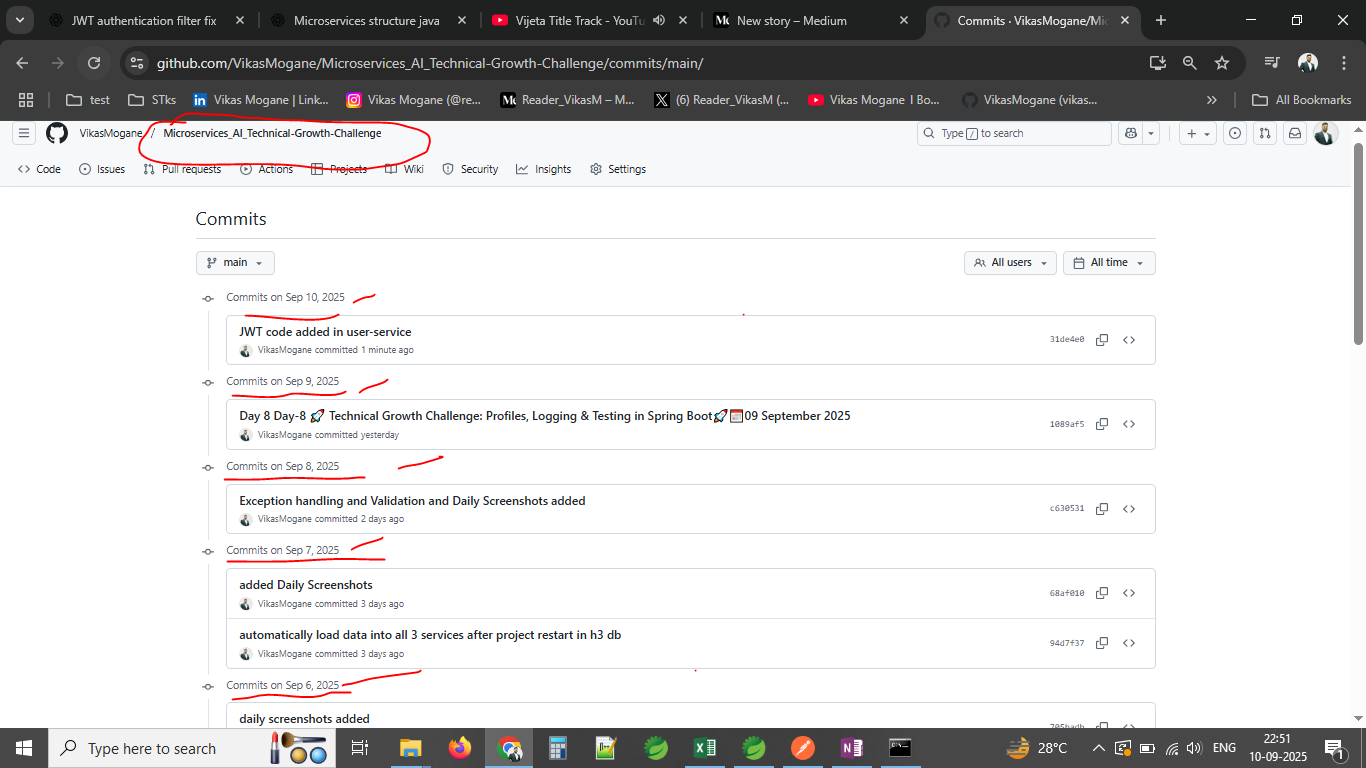 JWT authentication filter fix
Microservices structure java
Vijeta Title Track - YouTu
New story – Medium
Commits · VikasMogane/Mic
github.com/VikasMogane/Microservices_AI_Technical-Growth-Challenge/commits/main/
test
STks
Vikas Mogane | Link...
Vikas Mogane (@re...
Reader_VikasM – M...
(6) Reader_VikasM (...
Vikas Mogane I Bo...
VikasMogane (vikas...
All Bookmarks
VikasMogane / Microservices_AI_Technical-Growth-Challenge
Type / to search
Code
Issues
Pull requests
Actions
Projects
Wiki
Security
Insights
Settings
Commits
main
All users
All time
Commits on Sep 10, 2025
JWT code added in user-service
VikasMogane committed 1 minute ago
31de4e0
Commits on Sep 9, 2025
Day 8 Day-8 🚀 Technical Growth Challenge: Profiles, Logging & Testing in Spring Boot🚀📅09 September 2025
VikasMogane committed yesterday
1089af5
Commits on Sep 8, 2025
Exception handling and Validation and Daily Screenshots added
VikasMogane committed 2 days ago
c630531
Commits on Sep 7, 2025
added Daily Screenshots
VikasMogane committed 3 days ago
68af010
automatically load data into all 3 services after project restart in h3 db
VikasMogane committed 3 days ago
94d7f37
Commits on Sep 6, 2025
daily screenshots added
Type here to search
28°C
ENG
22:51
10-09-2025
1